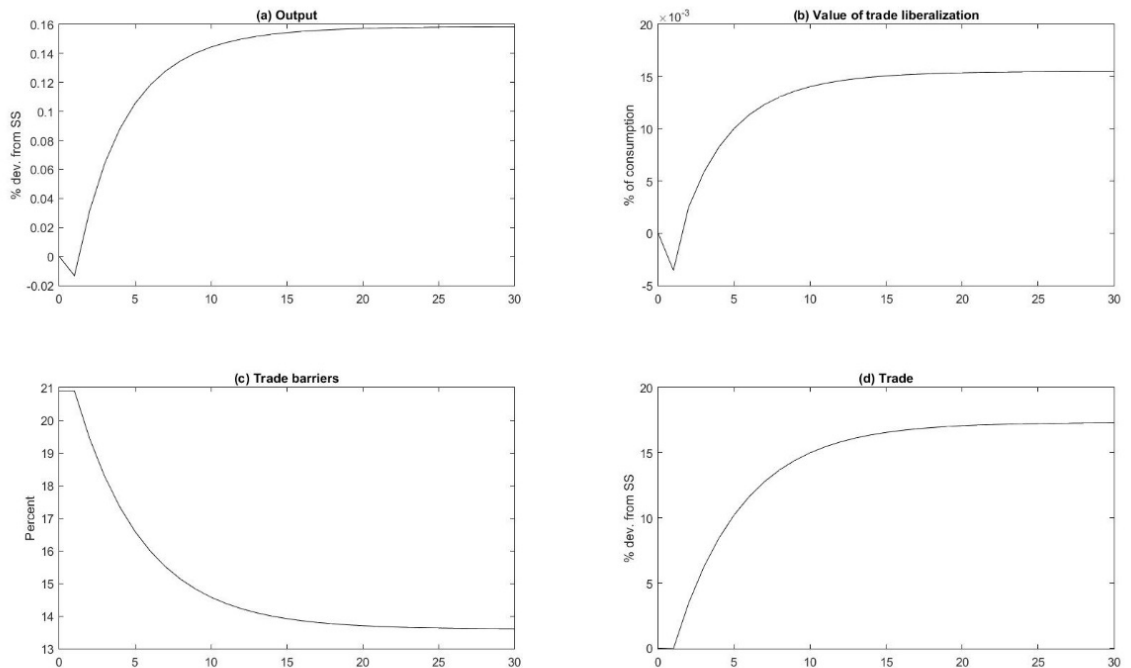 (a) Output
0.16
0.14
0.12
0.1
0.08
0.06
0.04
0.02
0
-0.02
% dev. from SS
0 5 10 15 20 25 30
(b) Value of trade liberalization
×10⁻³
20
15
10
5
0
-5
% of consumption
0 5 10 15 20 25 30
(c) Trade barriers
21
20
19
18
17
16
15
14
13
Percent
0 5 10 15 20 25 30
(d) Trade
20
15
10
5
0
% dev. from SS
0 5 10 15 20 25 30